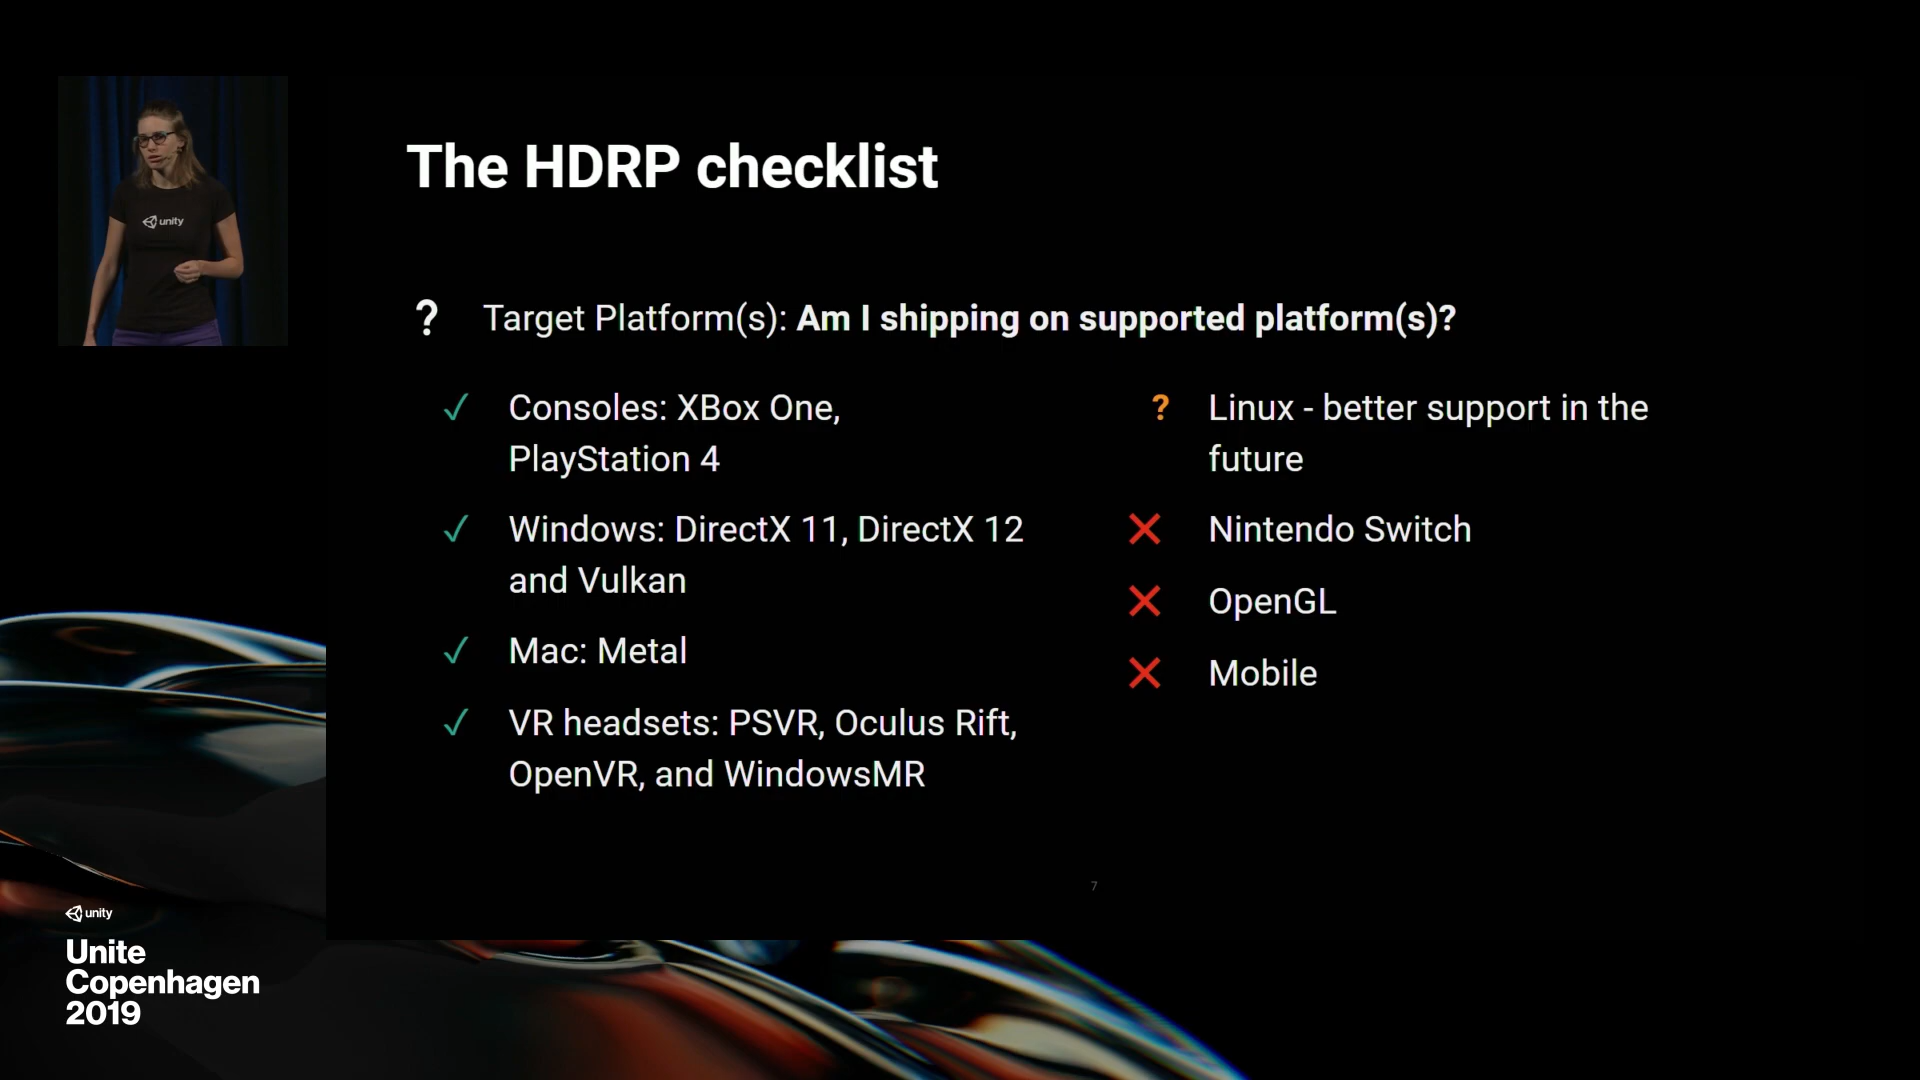 The HDRP checklist
? Target Platform(s): Am I shipping on supported platform(s)?
✓ Consoles: XBox One,
PlayStation 4
✓ Windows: DirectX 11, DirectX 12
and Vulkan
✓ Mac: Metal
✓ VR headsets: PSVR, Oculus Rift,
OpenVR, and WindowsMR
? Linux - better support in the
future
❌ Nintendo Switch
❌ OpenGL
❌ Mobile
7
unity
unity
Unite
Copenhagen
2019